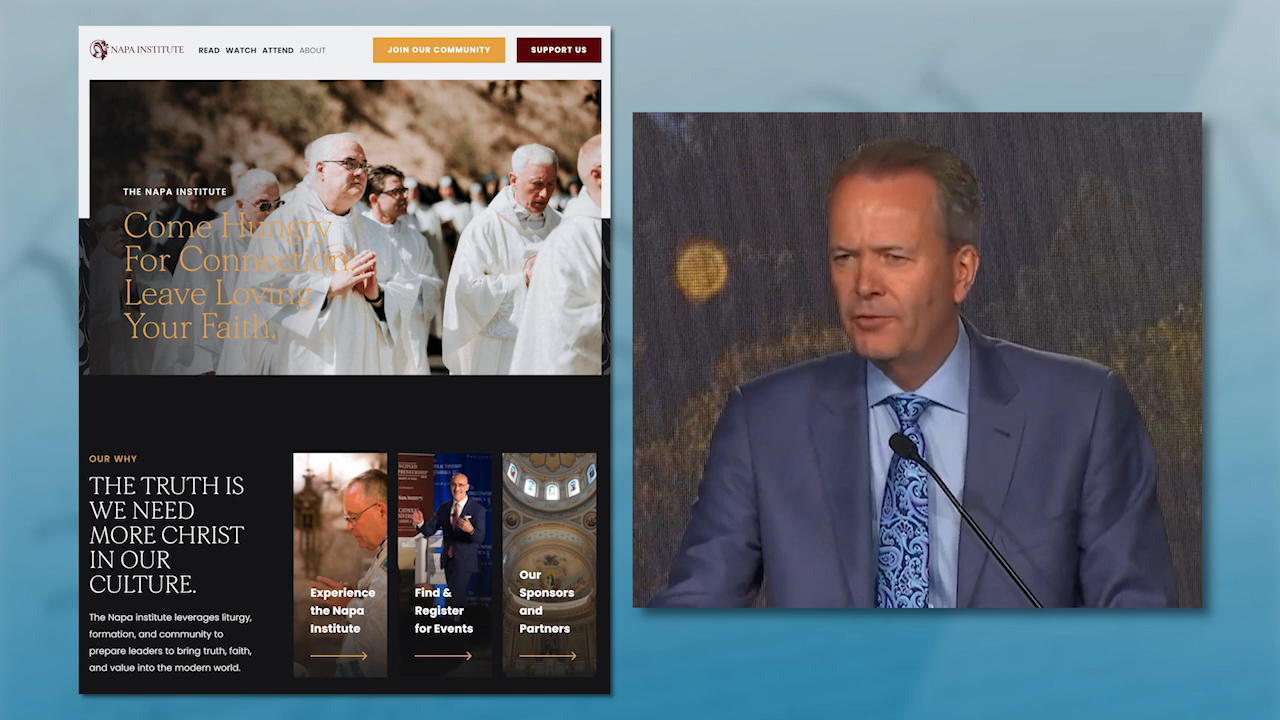 NAPA INSTITUTE
READ WATCH ATTEND ABOUT
JOIN OUR COMMUNITY
SUPPORT US
THE NAPA INSTITUTE
Come Hungry
For Connection
Leave Loving
Your Faith.
OUR WHY
THE TRUTH IS
WE NEED
MORE CHRIST
IN OUR
CULTURE.
The Napa institute leverages liturgy,
formation, and community to
prepare leaders to bring truth, faith,
and value into the modern world.
Experience
the Napa
Institute
Find &
Register
for Events
Our
Sponsors
and
Partners